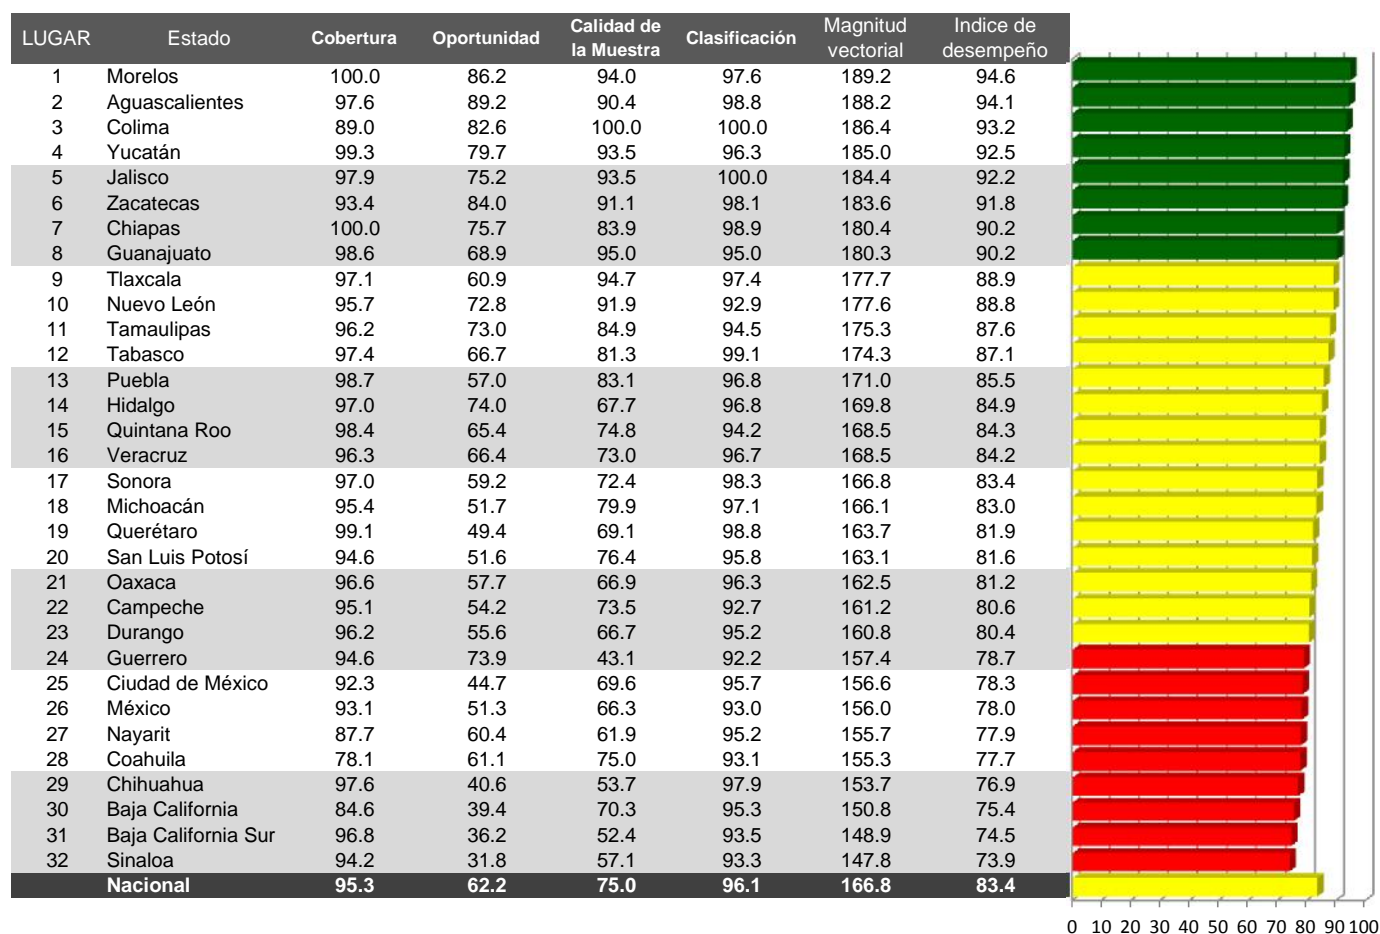 LUGAR Estado Cobertura Oportunidad Calidad de la Muestra Clasificación Magnitud vectorial Indice de desempeño
1 Morelos 100.0 86.2 94.0 97.6 189.2 94.6
2 Aguascalientes 97.6 89.2 90.4 98.8 188.2 94.1
3 Colima 89.0 82.6 100.0 100.0 186.4 93.2
4 Yucatán 99.3 79.7 93.5 96.3 185.0 92.5
5 Jalisco 97.9 75.2 93.5 100.0 184.4 92.2
6 Zacatecas 93.4 84.0 91.1 98.1 183.6 91.8
7 Chiapas 100.0 75.7 83.9 98.9 180.4 90.2
8 Guanajuato 98.6 68.9 95.0 95.0 180.3 90.2
9 Tlaxcala 97.1 60.9 94.7 97.4 177.7 88.9
10 Nuevo León 95.7 72.8 91.9 92.9 177.6 88.8
11 Tamaulipas 96.2 73.0 84.9 94.5 175.3 87.6
12 Tabasco 97.4 66.7 81.3 99.1 174.3 87.1
13 Puebla 98.7 57.0 83.1 96.8 171.0 85.5
14 Hidalgo 97.0 74.0 67.7 96.8 169.8 84.9
15 Quintana Roo 98.4 65.4 74.8 94.2 168.5 84.3
16 Veracruz 96.3 66.4 73.0 96.7 168.5 84.2
17 Sonora 97.0 59.2 72.4 98.3 166.8 83.4
18 Michoacán 95.4 51.7 79.9 97.1 166.1 83.0
19 Querétaro 99.1 49.4 69.1 98.8 163.7 81.9
20 San Luis Potosí 94.6 51.6 76.4 95.8 163.1 81.6
21 Oaxaca 96.6 57.7 66.9 96.3 162.5 81.2
22 Campeche 95.1 54.2 73.5 92.7 161.2 80.6
23 Durango 96.2 55.6 66.7 95.2 160.8 80.4
24 Guerrero 94.6 73.9 43.1 92.2 157.4 78.7
25 Ciudad de México 92.3 44.7 69.6 95.7 156.6 78.3
26 México 93.1 51.3 66.3 93.0 156.0 78.0
27 Nayarit 87.7 60.4 61.9 95.2 155.7 77.9
28 Coahuila 78.1 61.1 75.0 93.1 155.3 77.7
29 Chihuahua 97.6 40.6 53.7 97.9 153.7 76.9
30 Baja California 84.6 39.4 70.3 95.3 150.8 75.4
31 Baja California Sur 96.8 36.2 52.4 93.5 148.9 74.5
32 Sinaloa 94.2 31.8 57.1 93.3 147.8 73.9
Nacional 95.3 62.2 75.0 96.1 166.8 83.4
0 10 20 30 40 50 60 70 80 90 100